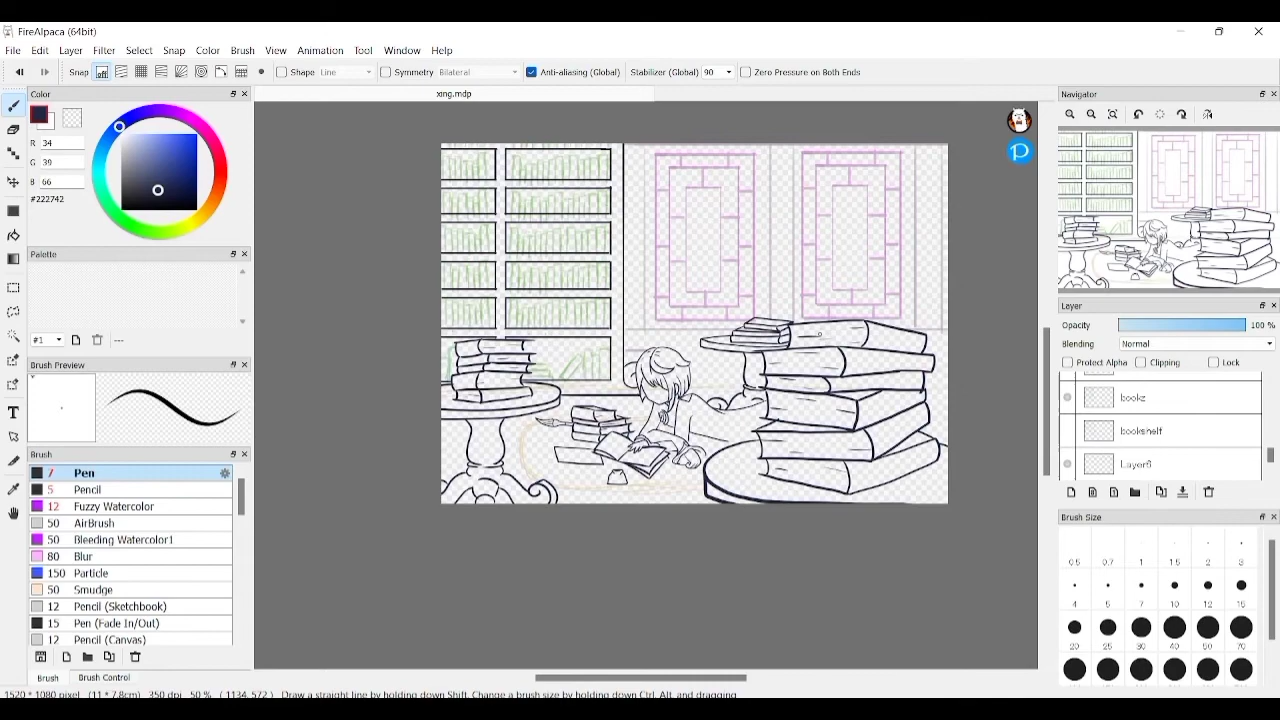 FireAlpaca (64bit)
File Edit Layer Filter Select Snap Color Brush View Animation Tool Window Help
Snap Shape Line Symmetry Bilateral Anti-aliasing (Global) Stabilizer (Global) 90 Zero Pressure on Both Ends
Color
xing.mdp
Navigator
R 34
G 39
B 66
#222742
Palette
#1
---
Brush Preview
Brush
7 Pen
5 Pencil
12 Fuzzy Watercolor
50 AirBrush
50 Bleeding Watercolor1
80 Blur
150 Particle
50 Smudge
12 Pencil (Sketchbook)
15 Pen (Fade In/Out)
12 Pencil (Canvas)
Brush Brush Control
Layer
Opacity 100 %
Blending Normal
Protect Alpha Clipping Lock
bookz
bookshelf
Layer6
Brush Size
0.5 0.7 1 1.5 2 3
4 5 7 10 12 15
20 25 30 40 50 70
1520 * 1080 pixel (11 * 7.8cm) 350 dpi 50 % ( 1134, 572 ) Draw a straight line by holding down Shift, Change a brush size by holding down Ctrl, Alt, and dragging